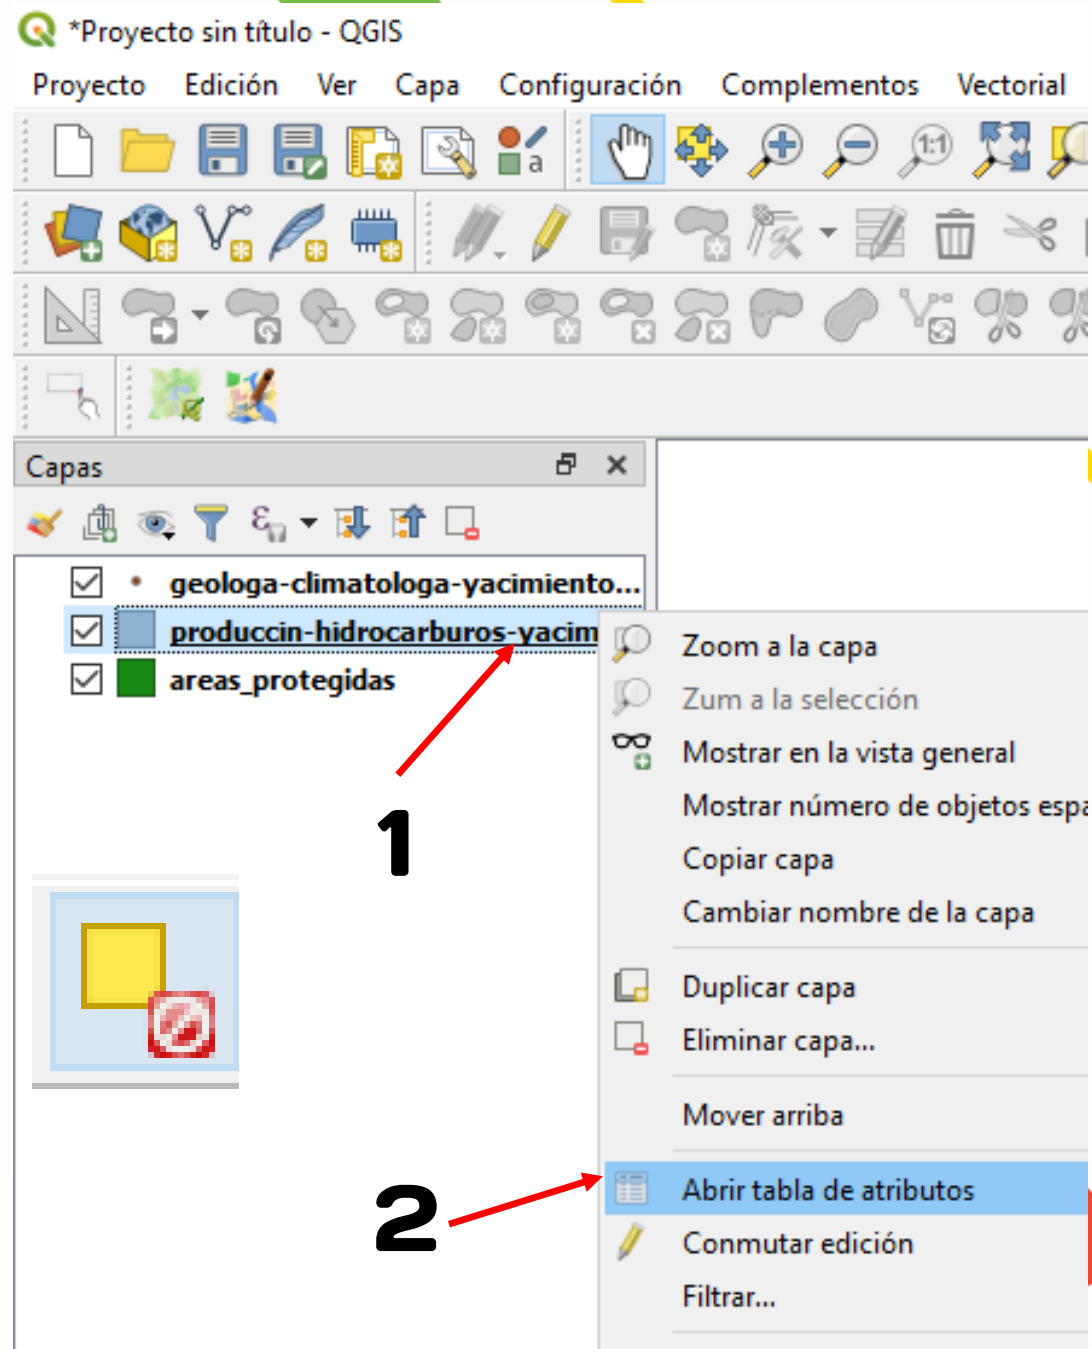 *Proyecto sin título - QGIS
Proyecto Edición Ver Capa Configuración Complementos Vectorial
a 1:1
Capas
ε
geologa-climatologa-yacimiento...
produccin-hidrocarburos-yacim
areas_protegidas
1
Zoom a la capa
Zum a la selección
Mostrar en la vista general
Mostrar número de objetos espa
Copiar capa
Cambiar nombre de la capa
Duplicar capa
Eliminar capa...
Mover arriba
2
Abrir tabla de atributos
Conmutar edición
Filtrar...